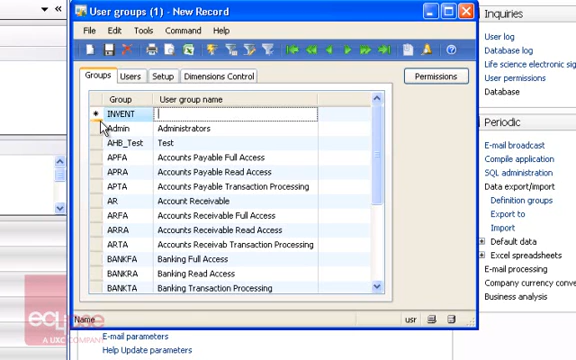 User groups (1) - New Record
File Edit Tools Command Help
Groups Users Setup Dimensions Control
Permissions
Group User group name
INVENT
Admin Administrators
AHB_Test Test
APFA Accounts Payable Full Access
APRA Accounts Payable Read Access
APTA Accounts Payable Transaction Processing
AR Account Receivable
ARFA Accounts Receivable Full Access
ARRA Accounts Receivable Read Access
ARTA Accounts Receivab Transaction Processing
BANKFA Banking Full Access
BANKRA Banking Read Access
BANKTA Banking Transaction Processing
Name usr
Inquiries
User log
Database log
Life science electronic sig
User permissions
Database
Periodic
E-mail broadcast
Compile application
SQL administration
Data export/import
Definition groups
Export to
Import
Default data
Excel spreadsheets
E-mail processing
Company currency conve
Business analysis
eclipse
A UXC COMPANY
E-mail parameters
Help Update parameters